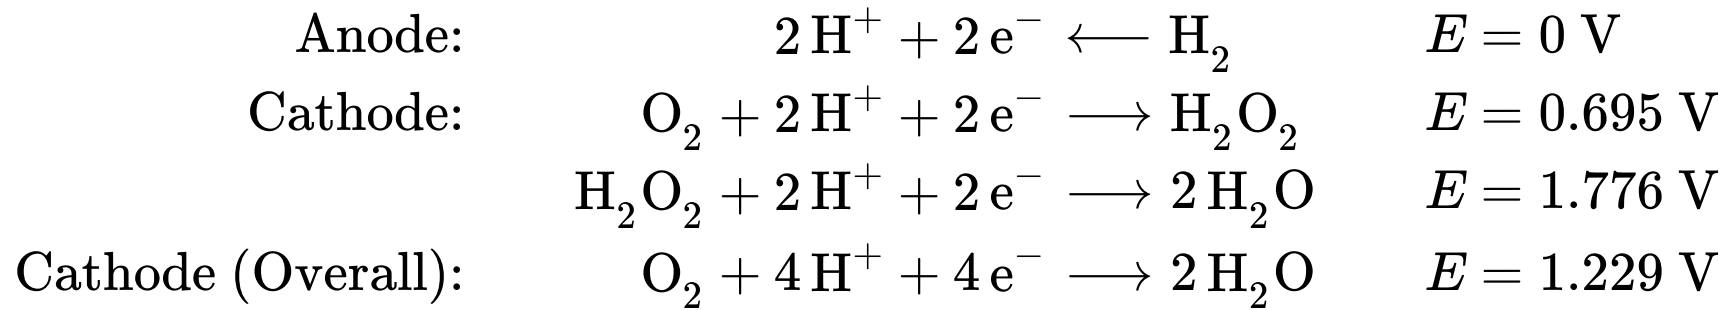 Anode: 2 H⁺ + 2 e⁻ ⟵ H₂ E = 0 V
Cathode: O₂ + 2 H⁺ + 2 e⁻ ⟶ H₂O₂ E = 0.695 V
H₂O₂ + 2 H⁺ + 2 e⁻ ⟶ 2 H₂O E = 1.776 V
Cathode (Overall): O₂ + 4 H⁺ + 4 e⁻ ⟶ 2 H₂O E = 1.229 V